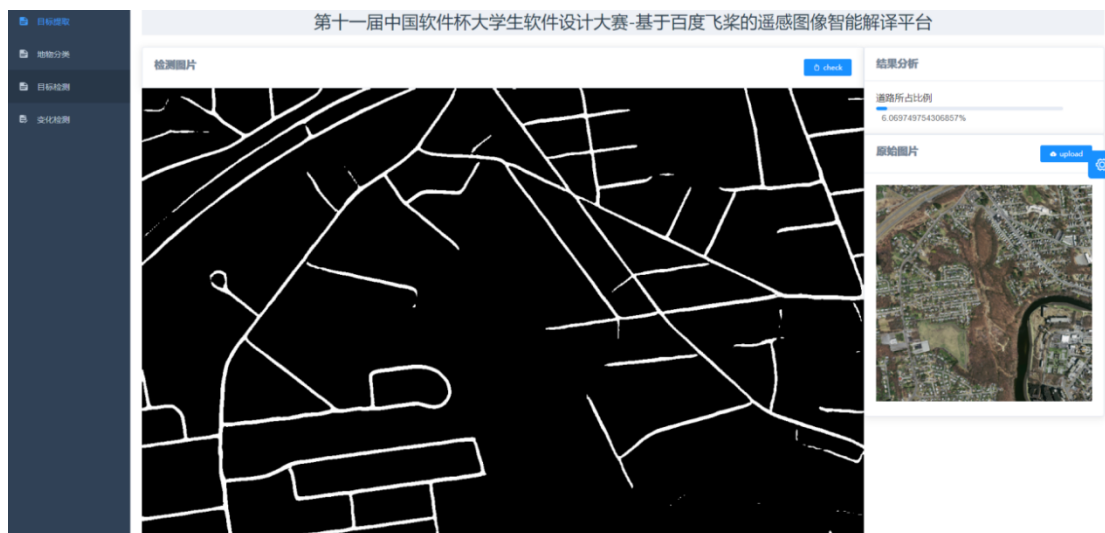 第十一届中国软件杯大学生软件设计大赛-基于百度飞桨的遥感图像智能解译平台
目标提取
地物分类
目标检测
变化检测
检测图片
check
结果分析
道路所占比例
6.069749754306857%
原始图片
upload